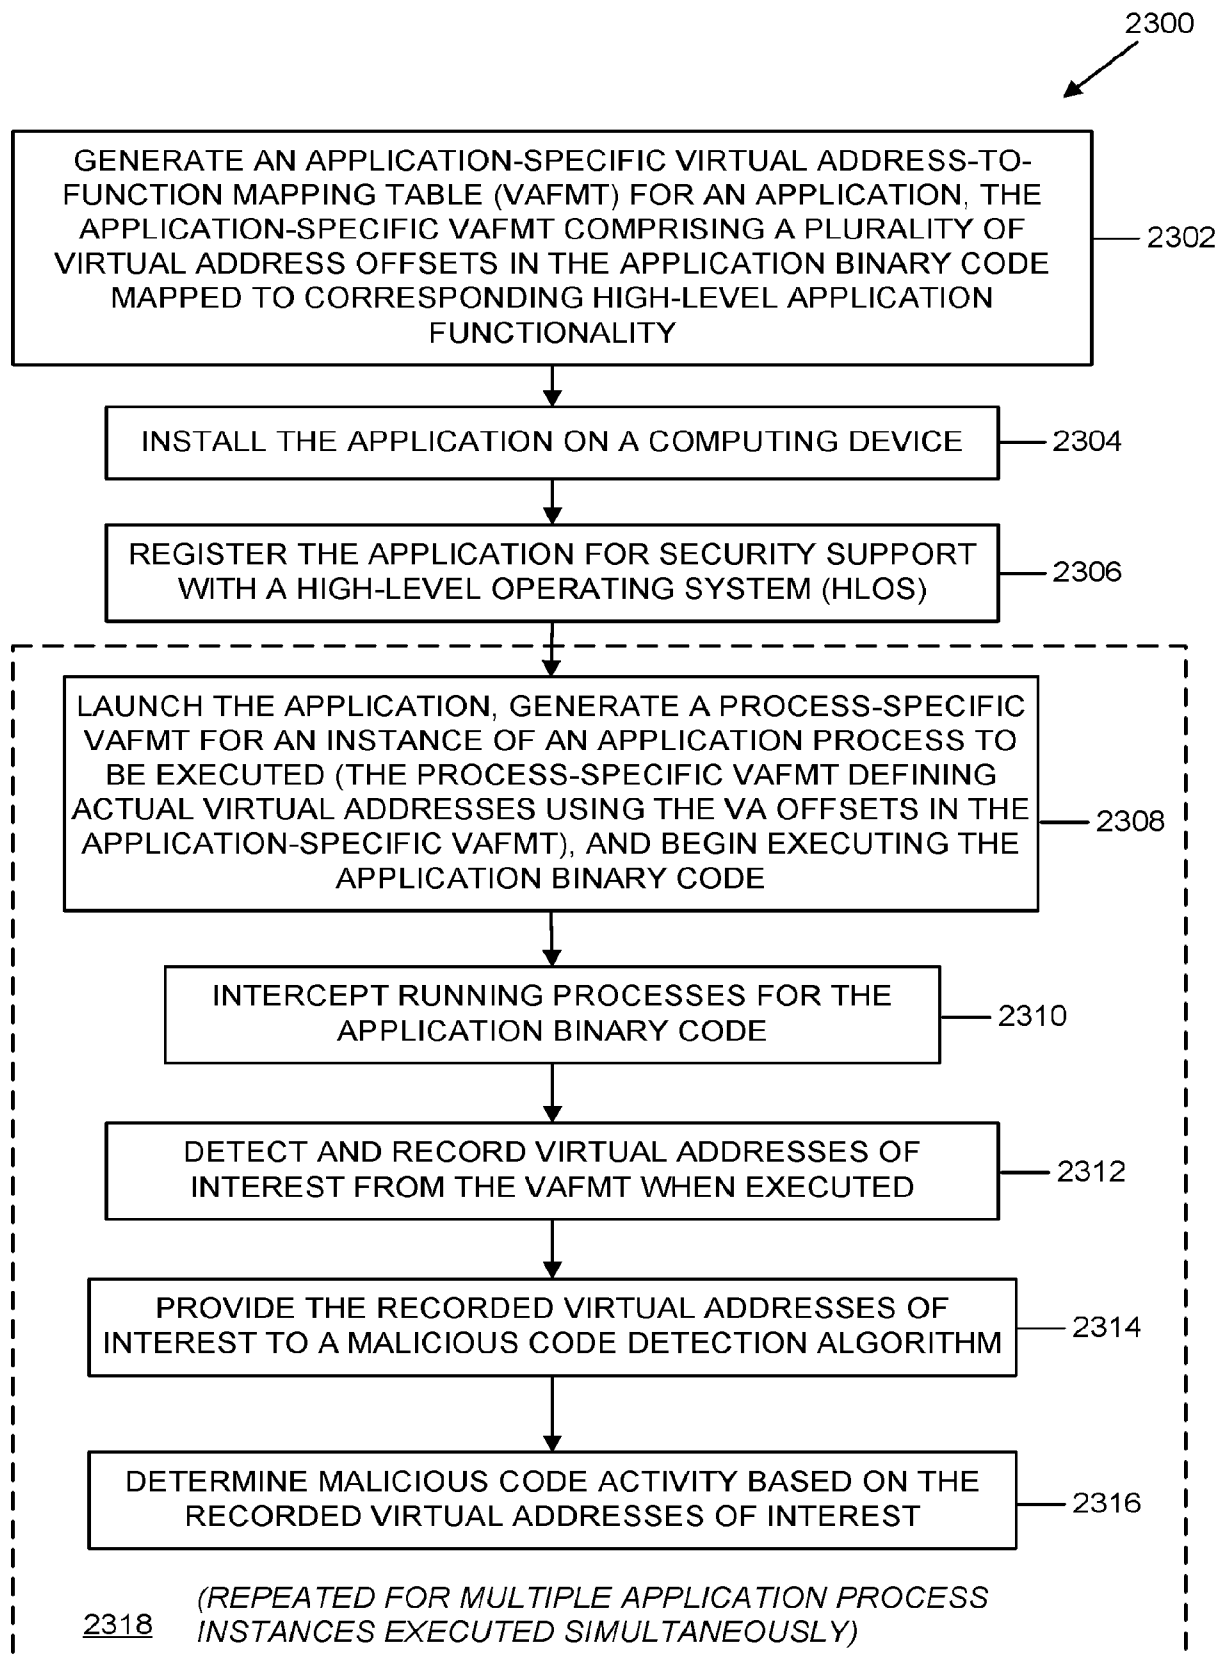 2300
GENERATE AN APPLICATION-SPECIFIC VIRTUAL ADDRESS-TO-
FUNCTION MAPPING TABLE (VAFMT) FOR AN APPLICATION, THE
APPLICATION-SPECIFIC VAFMT COMPRISING A PLURALITY OF
VIRTUAL ADDRESS OFFSETS IN THE APPLICATION BINARY CODE
MAPPED TO CORRESPONDING HIGH-LEVEL APPLICATION
FUNCTIONALITY
2302
INSTALL THE APPLICATION ON A COMPUTING DEVICE
2304
REGISTER THE APPLICATION FOR SECURITY SUPPORT
WITH A HIGH-LEVEL OPERATING SYSTEM (HLOS)
2306
LAUNCH THE APPLICATION, GENERATE A PROCESS-SPECIFIC
VAFMT FOR AN INSTANCE OF AN APPLICATION PROCESS TO
BE EXECUTED (THE PROCESS-SPECIFIC VAFMT DEFINING
ACTUAL VIRTUAL ADDRESSES USING THE VA OFFSETS IN THE
APPLICATION-SPECIFIC VAFMT), AND BEGIN EXECUTING THE
APPLICATION BINARY CODE
2308
INTERCEPT RUNNING PROCESSES FOR THE
APPLICATION BINARY CODE
2310
DETECT AND RECORD VIRTUAL ADDRESSES OF
INTEREST FROM THE VAFMT WHEN EXECUTED
2312
PROVIDE THE RECORDED VIRTUAL ADDRESSES OF
INTEREST TO A MALICIOUS CODE DETECTION ALGORITHM
2314
DETERMINE MALICIOUS CODE ACTIVITY BASED ON THE
RECORDED VIRTUAL ADDRESSES OF INTEREST
2316
2318
(REPEATED FOR MULTIPLE APPLICATION PROCESS
INSTANCES EXECUTED SIMULTANEOUSLY)